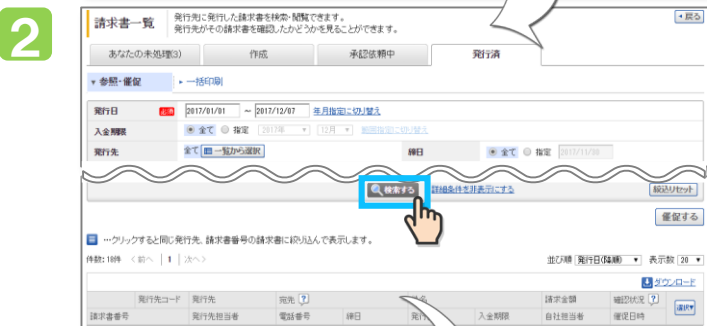 2
請求書一覧 発行先に発行した請求書を検索・閲覧できます。
発行先がその請求書を確認したかどうかを見ることができます。
戻る
あなたの未処理(3) 作成 承認依頼中 発行済
参照・催促 一括印刷
発行日 必須 2017/01/01 ~ 2017/12/07 年月指定に切り替え
入金期限 全て 指定 2017年 12月 範囲指定に切り替え
発行先 全て 一覧から選択 締日 全て 指定 2017/11/30
検索する 詳細条件を非表示にする 絞込リセット
催促する
…クリックすると同じ発行先、請求書番号の請求書に絞り込んで表示します。
件数:18件 <前へ | 1 | 次へ> 並び順 発行日(降順) 表示数 20
ダウンロード
発行先コード 発行先 宛先 ? 請求金額 確認状況 ? 選択
請求書番号 発行先担当者 電話番号 締日 発行 入金期限 自社担当者 催促日時